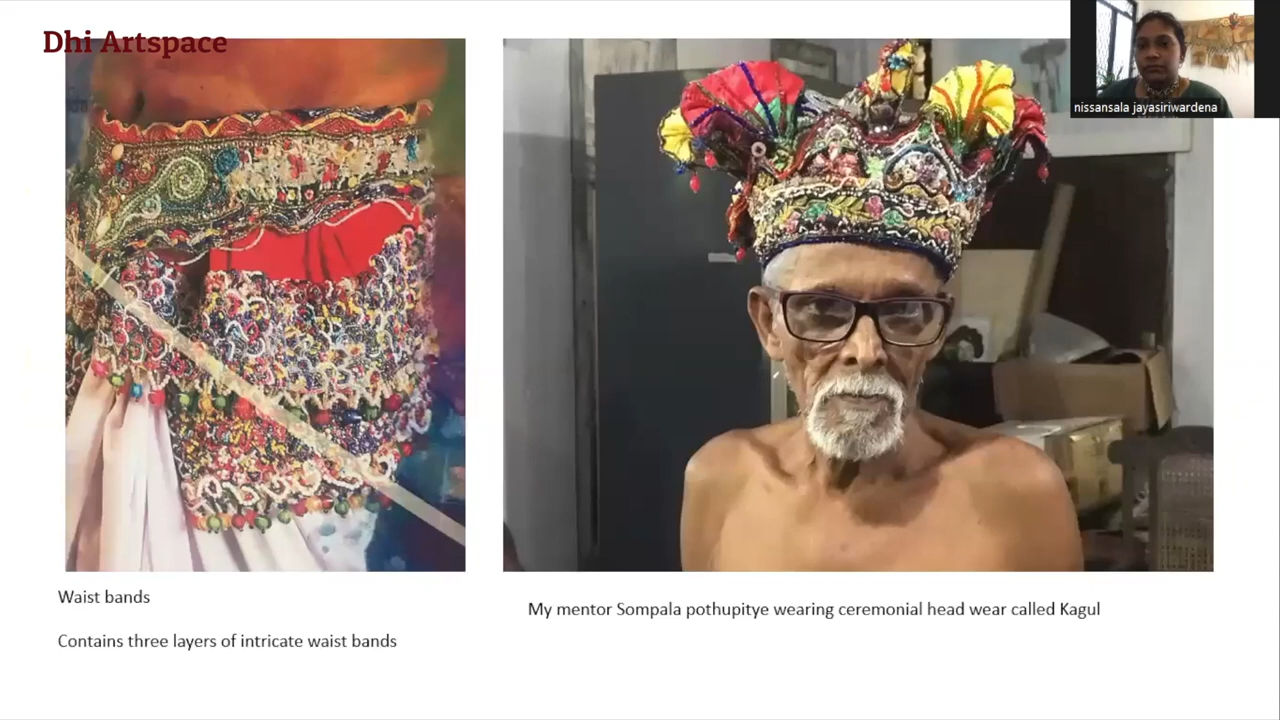 Dhi Artspace
nissansala jayasiriwardena
Waist bands
Contains three layers of intricate waist bands
My mentor Sompala pothupitye wearing ceremonial head wear called Kagul